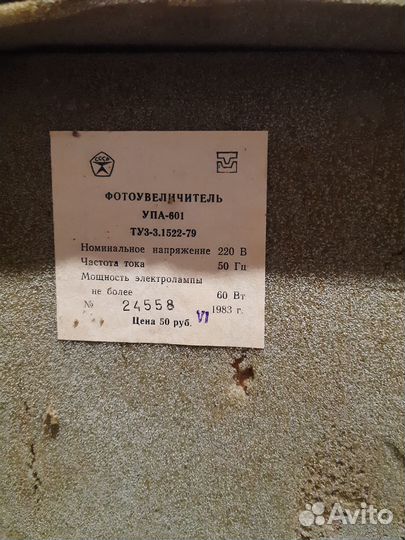 СССР
ФОТОУВЕЛИЧИТЕЛЬ
УПА-601
ТУ3-3.1522-79
Номинальное напряжение 220 В
Частота тока 50 Гц
Мощность электролампы
не более 60 Вт
№ 24558 VI 1983 г.
Цена 50 руб.
Avito